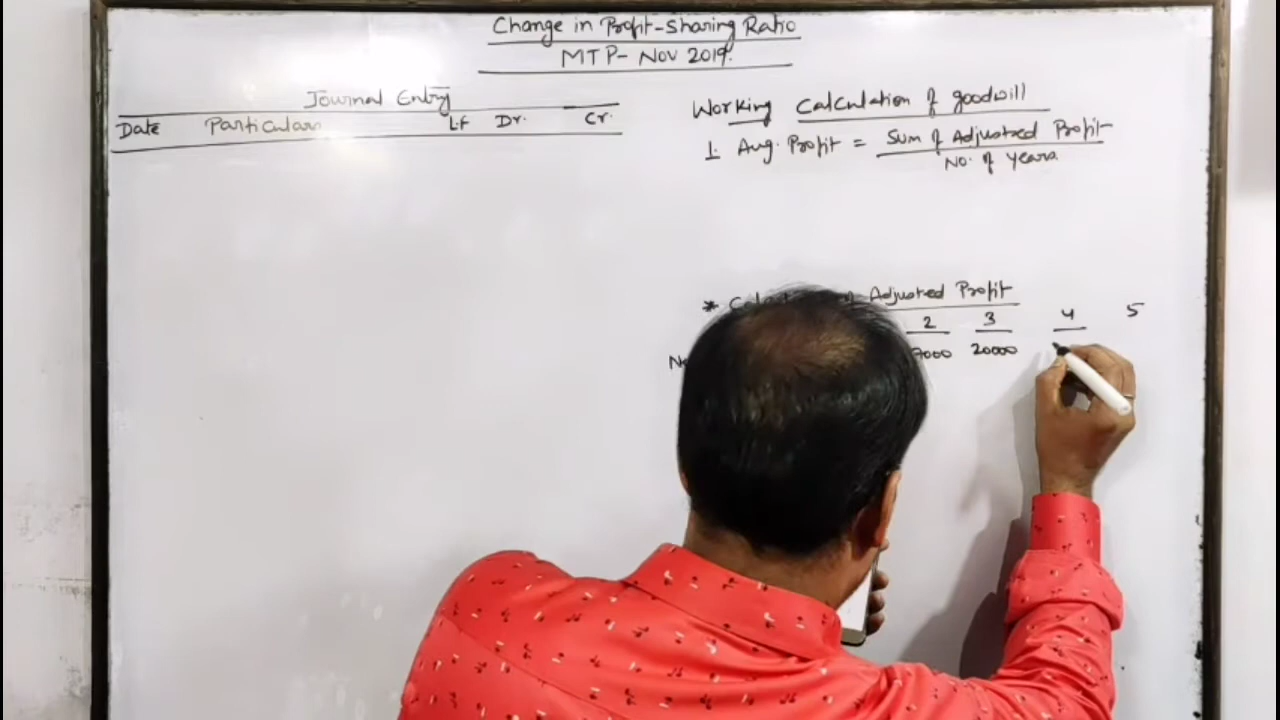 Change in Profit-Sharing Ratio
MTP- Nov 2019.
Journal Entry
Date Particulars L.f Dr. Cr.
Working Calculation of goodwill
1. Avg. Profit = Sum of Adjusted Profit
No. of years
* Adjusted Profit
2 3 4 5
20000